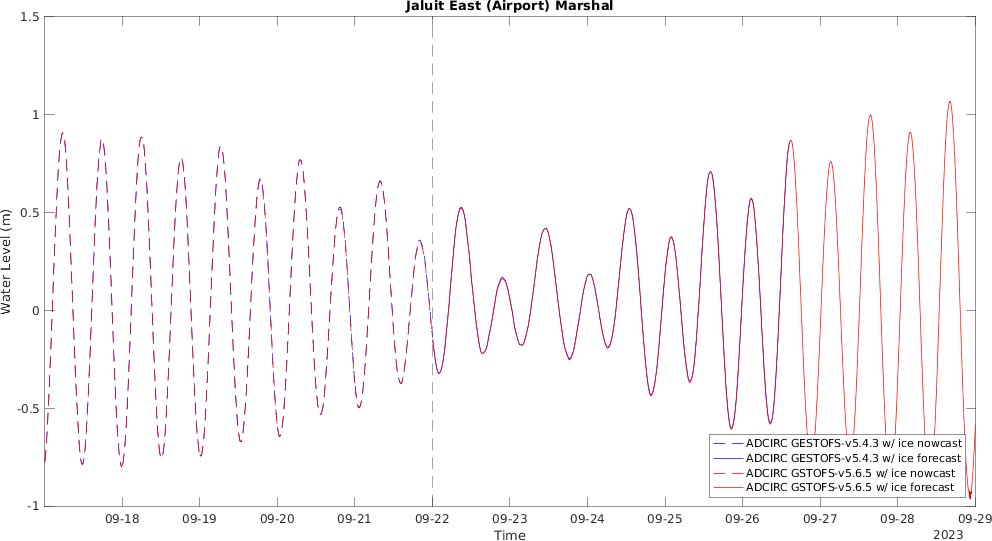 Jaluit East (Airport) Marshal
1.5
1
0.5
0
-0.5
-1
Water Level (m)
ADCIRC GESTOFS-v5.4.3 w/ ice nowcast
ADCIRC GESTOFS-v5.4.3 w/ ice forecast
ADCIRC GSTOFS-v5.6.5 w/ ice nowcast
ADCIRC GSTOFS-v5.6.5 w/ ice forecast
09-18 09-19 09-20 09-21 09-22 09-23 09-24 09-25 09-26 09-27 09-28 09-29
Time
2023